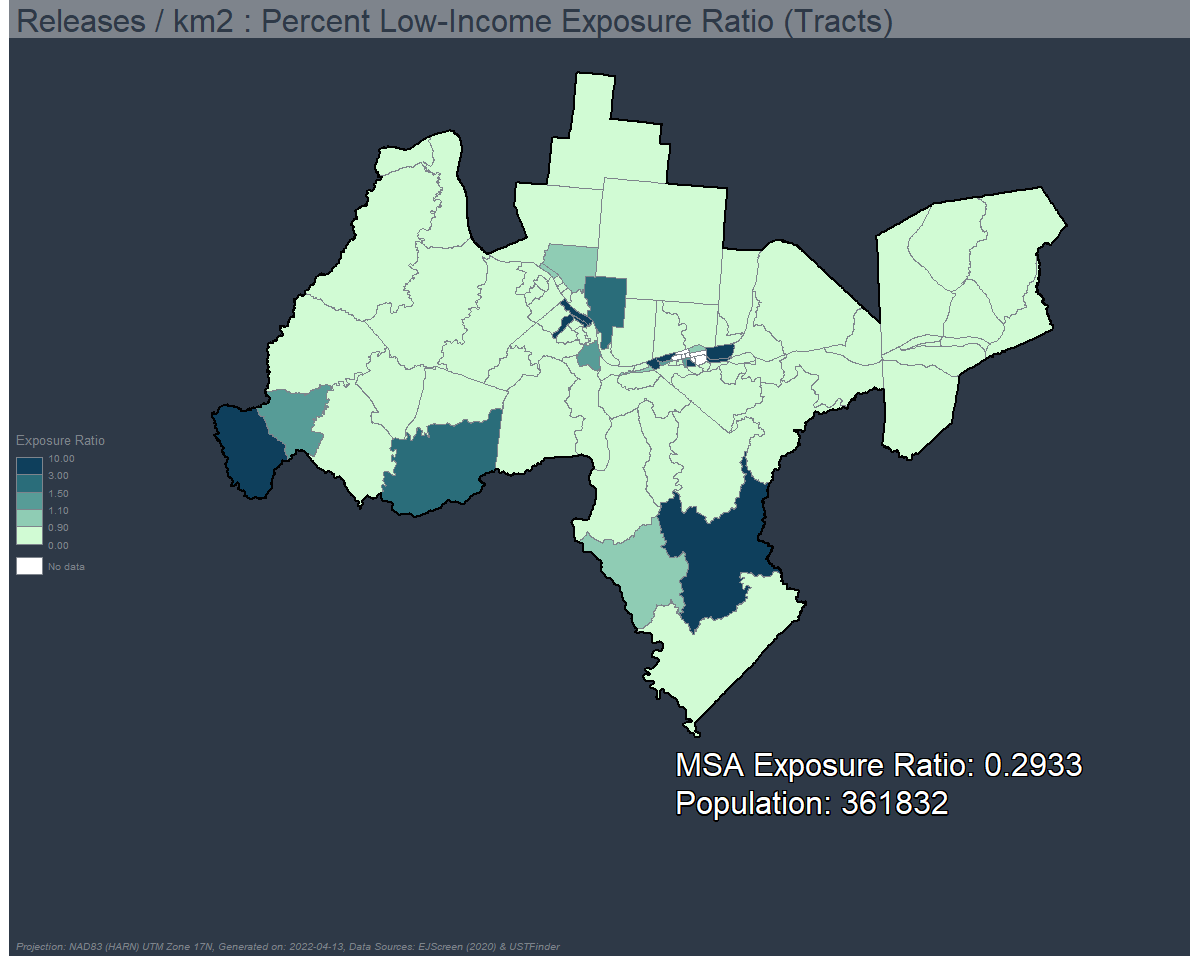 Releases / km2 : Percent Low-Income Exposure Ratio (Tracts)
Exposure Ratio
10.00
3.00
1.50
1.10
0.90
0.00
No data
MSA Exposure Ratio: 0.2933
Population: 361832
Projection: NAD83 (HARN) UTM Zone 17N, Generated on: 2022-04-13, Data Sources: EJScreen (2020) & USTFinder